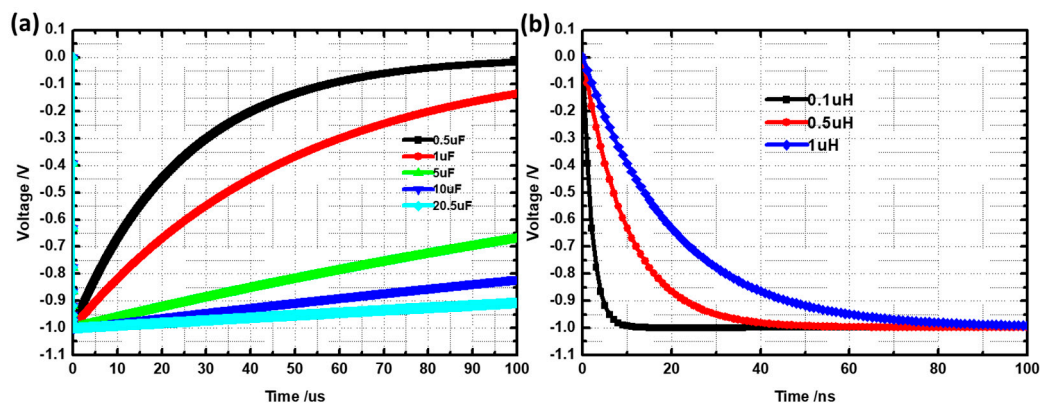 (a)
0.1
0.0
-0.1
-0.2
-0.3
-0.4
-0.5
-0.6
-0.7
-0.8
-0.9
-1.0
-1.1
Voltage /V
0.5uF
1uF
5uF
10uF
20.5uF
0 10 20 30 40 50 60 70 80 90 100
Time /us
(b)
0.1
0.0
-0.1
-0.2
-0.3
-0.4
-0.5
-0.6
-0.7
-0.8
-0.9
-1.0
-1.1
Voltage /V
0.1uH
0.5uH
1uH
0 20 40 60 80 100
Time /ns